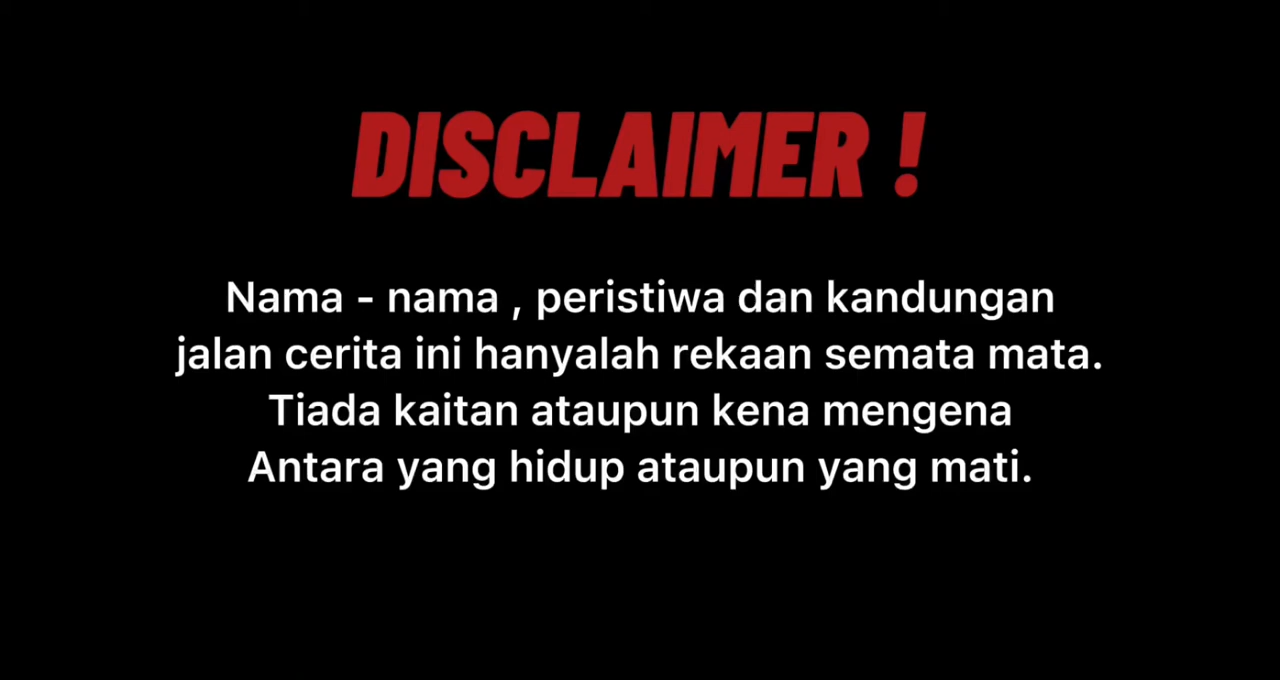 DISCLAIMER !
Nama - nama , peristiwa dan kandungan
jalan cerita ini hanyalah rekaan semata mata.
Tiada kaitan ataupun kena mengena
Antara yang hidup ataupun yang mati.